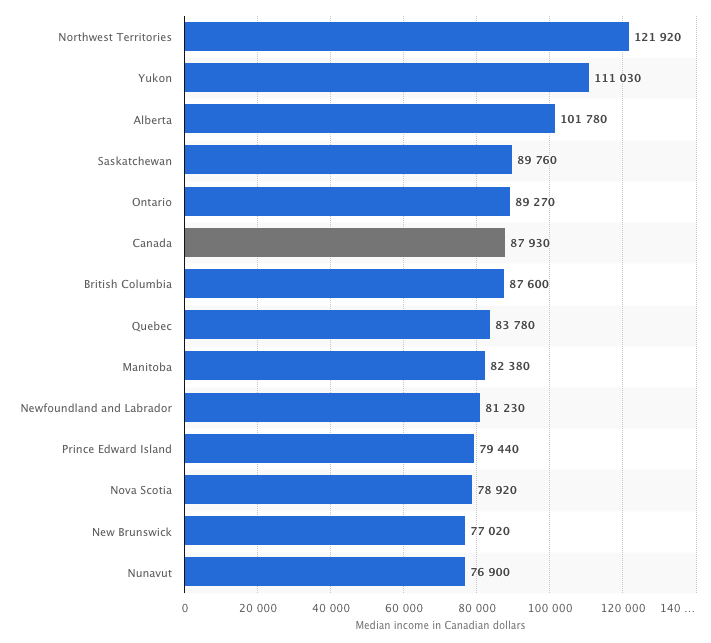 Northwest Territories 121 920
Yukon 111 030
Alberta 101 780
Saskatchewan 89 760
Ontario 89 270
Canada 87 930
British Columbia 87 600
Quebec 83 780
Manitoba 82 380
Newfoundland and Labrador 81 230
Prince Edward Island 79 440
Nova Scotia 78 920
New Brunswick 77 020
Nunavut 76 900
0 20 000 40 000 60 000 80 000 100 000 120 000 140 ...
Median income in Canadian dollars